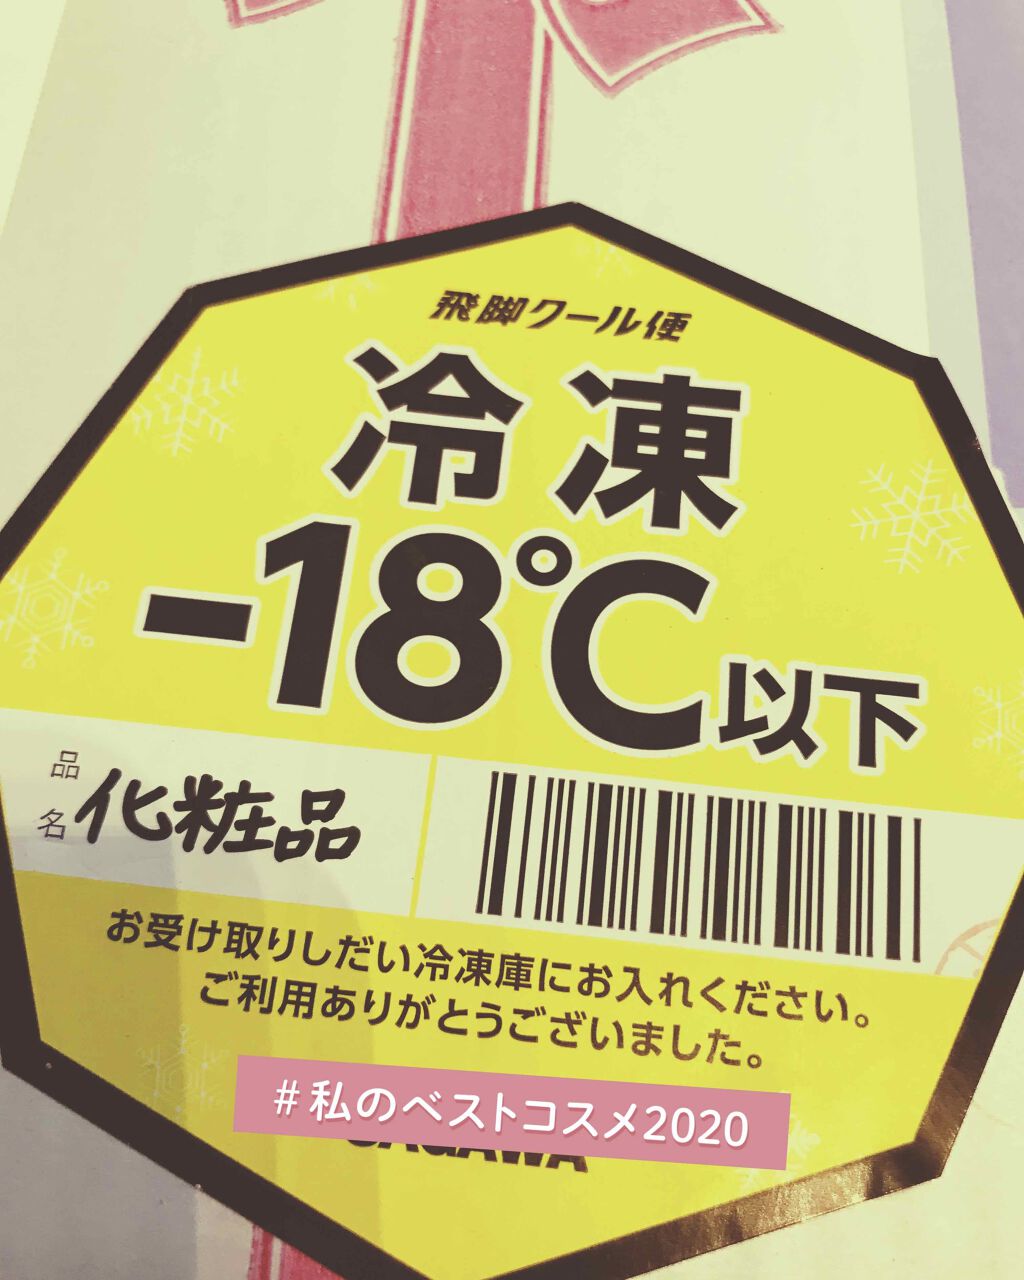 飛脚クール便
冷凍
-18℃以下
品名
化粧品
お受け取りしだい冷凍庫にお入れください。
ご利用ありがとうございました。
#私のベストコスメ2020
SAGAWA